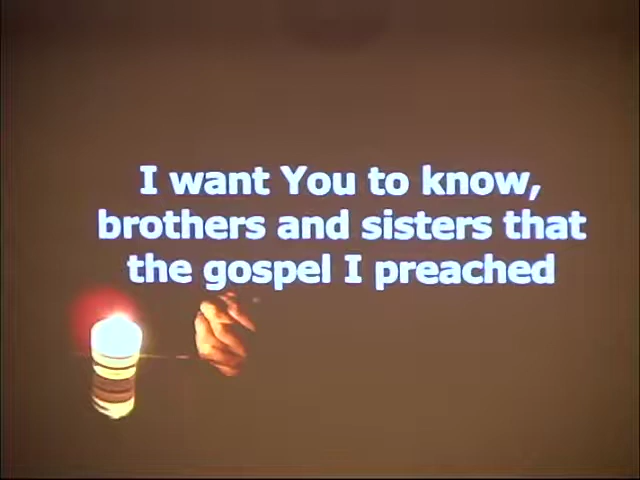 I want You to know,
brothers and sisters that
the gospel I preached